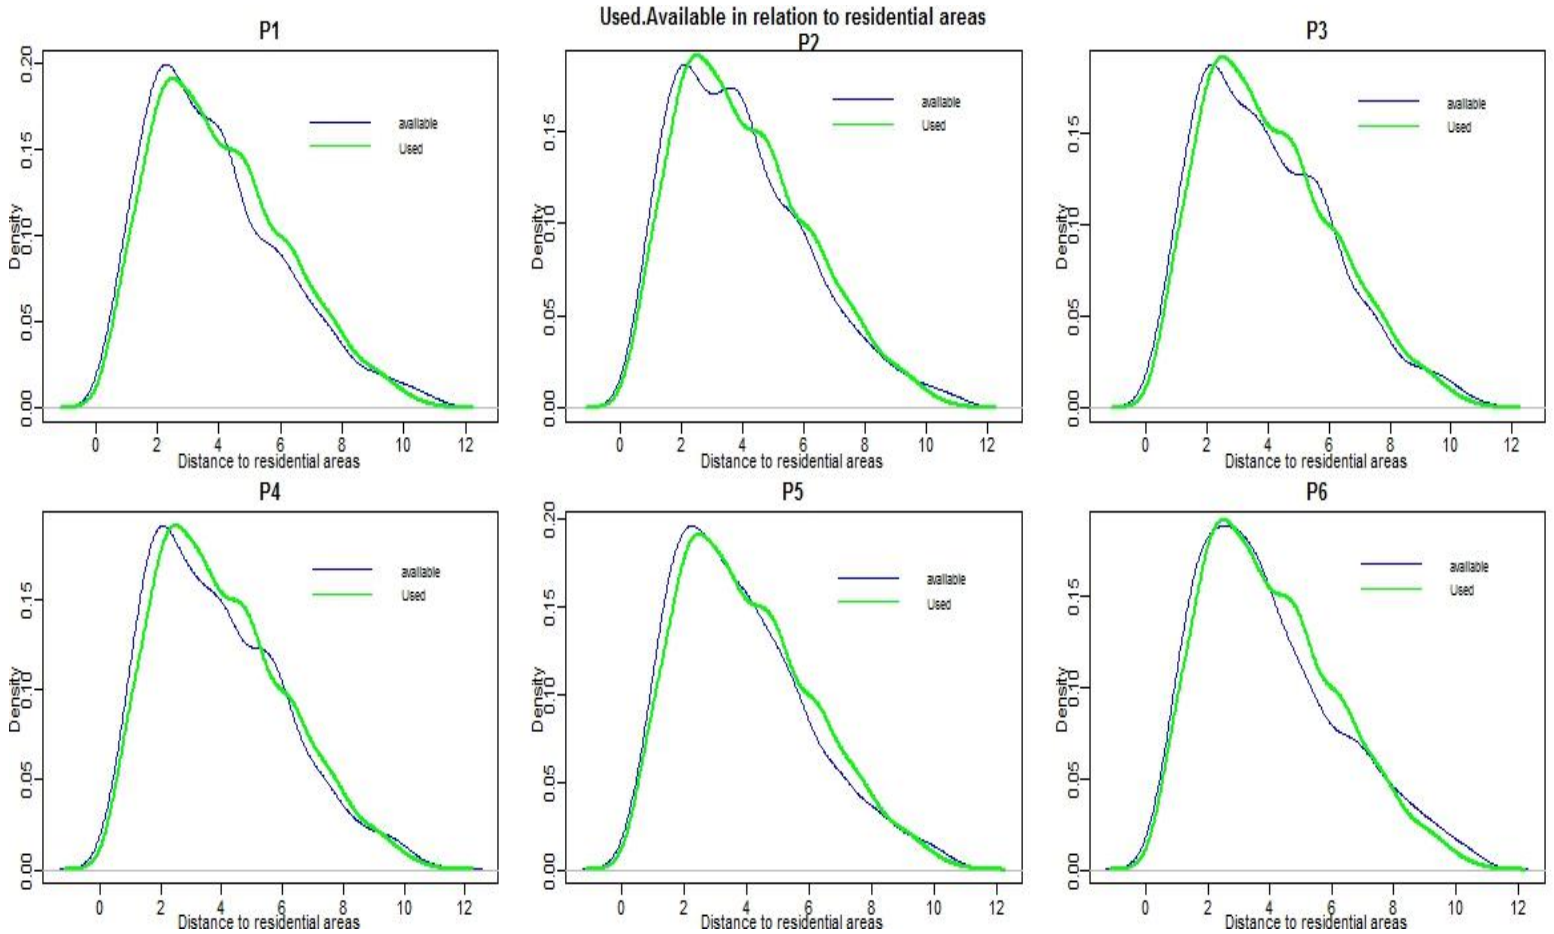 Used.Available in relation to residential areas
P1
P2
P3
0.20
0.15
0.10
0.05
0.00
Density
available
Used
0 2 4 6 8 10 12
Distance to residential areas
0.15
0.10
0.05
0.00
Density
available
Used
0 2 4 6 8 10 12
Distance to residential areas
0.15
0.10
0.05
0.00
Density
available
Used
0 2 4 6 8 10 12
Distance to residential areas
P4
P5
P6
0.15
0.10
0.05
0.00
Density
available
Used
0 2 4 6 8 10 12
Distance to residential areas
0.20
0.15
0.10
0.05
0.00
Density
available
Used
0 2 4 6 8 10 12
Distance to residential areas
0.15
0.10
0.05
0.00
Density
available
Used
0 2 4 6 8 10 12
Distance to residential areas